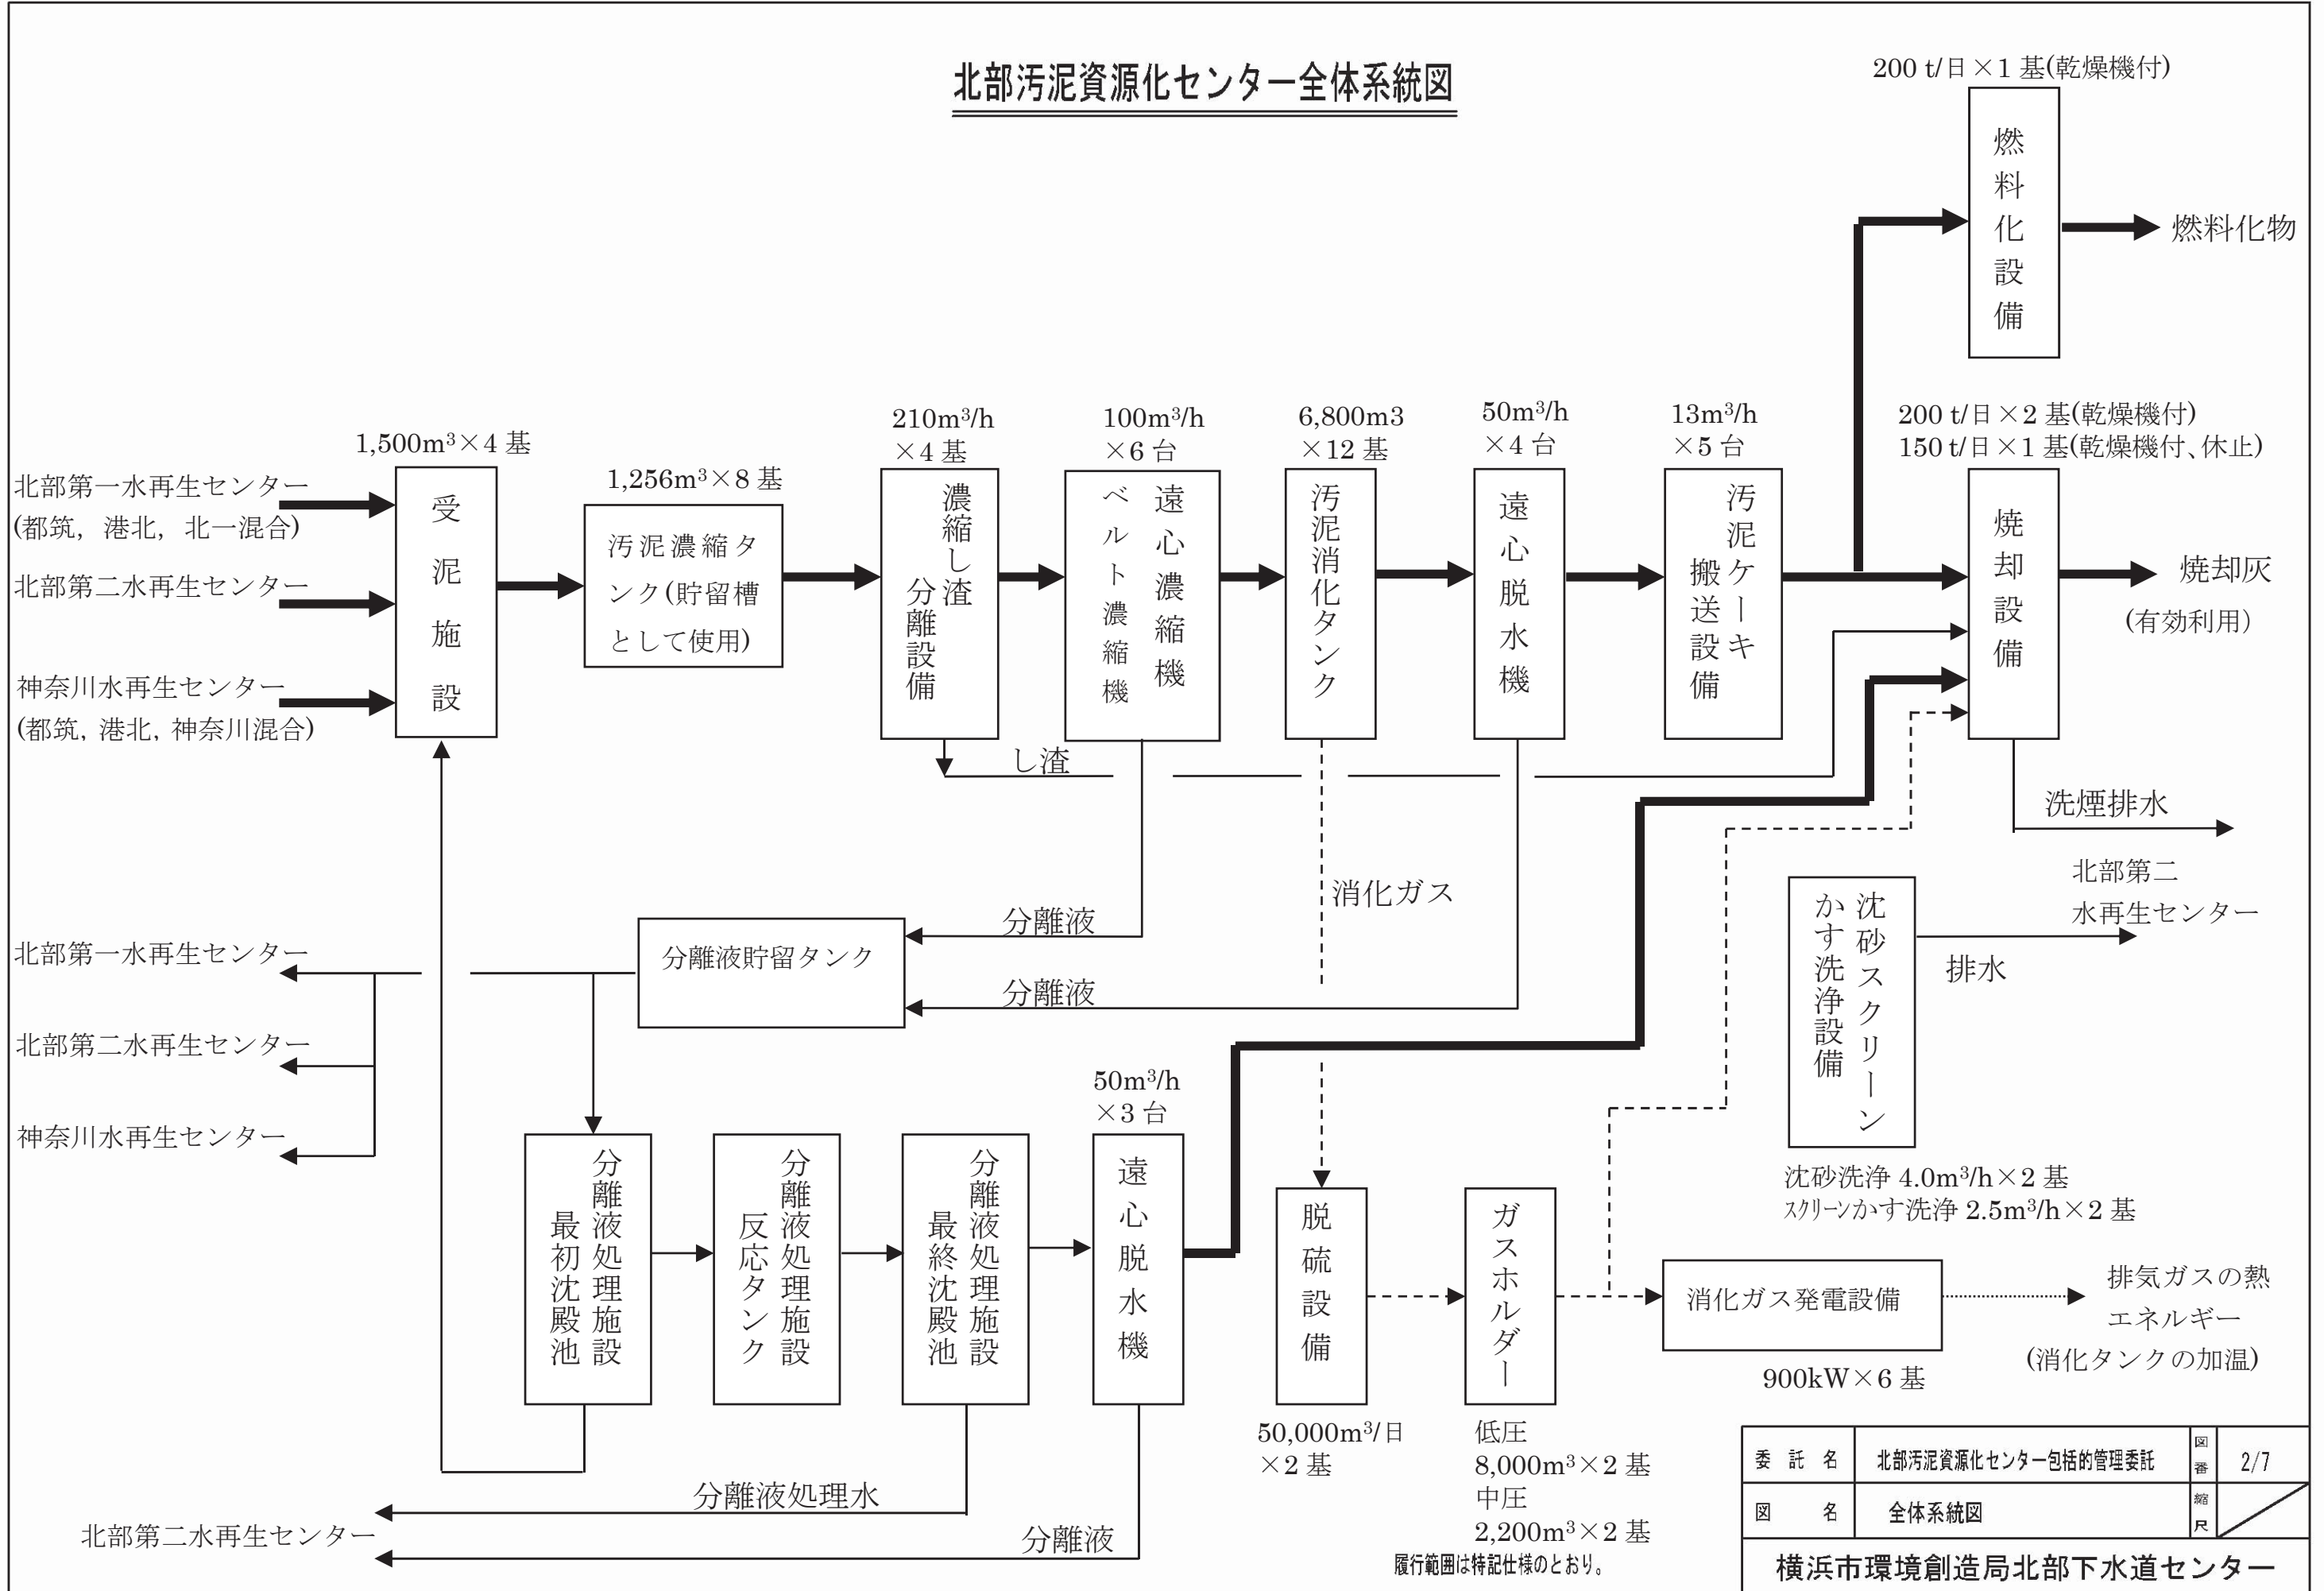 北部汚泥資源化センター全体系統図
200 t/日×1 基(乾燥機付)
燃料化設備
燃料化物
1,500m³×4 基
1,256m³×8 基
210m³/h
×4 基
100m³/h
×6 台
6,800m3
×12 基
50m³/h
×4 台
13m³/h
×5 台
200 t/日×2 基(乾燥機付)
150 t/日×1 基(乾燥機付、休止)
北部第一水再生センター
(都筑，港北，北一混合)
北部第二水再生センター
神奈川水再生センター
(都筑，港北，神奈川混合)
受泥施設
汚泥濃縮タ
ンク(貯留槽
として使用)
濃縮し渣
分離設備
遠心濃縮機
ベルト濃縮機
汚泥消化タンク
遠心脱水機
汚泥ケーキ
搬送設備
焼却設備
焼却灰
(有効利用)
し渣
洗煙排水
消化ガス
分離液
分離液
分離液貯留タンク
北部第一水再生センター
北部第二水再生センター
神奈川水再生センター
沈砂スクリーン
かす洗浄設備
北部第二
水再生センター
排水
沈砂洗浄 4.0m³/h×2 基
スクリーンかす洗浄 2.5m³/h×2 基
50m³/h
×3 台
分離液処理施設
最初沈殿池
分離液処理施設
反応タンク
分離液処理施設
最終沈殿池
遠心脱水機
脱硫設備
ガスホルダー
消化ガス発電設備
排気ガスの熱
エネルギー
(消化タンクの加温)
900kW×6 基
50,000m³/日
×2 基
低圧
8,000m³×2 基
中圧
2,200m³×2 基
分離液処理水
北部第二水再生センター
分離液
履行範囲は特記仕様のとおり。
委託名 北部汚泥資源化センター包括的管理委託 図番 2/7
図名 全体系統図 縮尺
横浜市環境創造局北部下水道センター